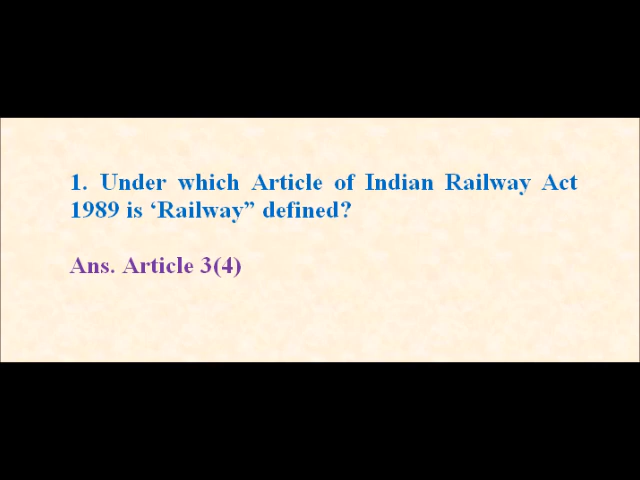 1. Under which Article of Indian Railway Act
1989 is ‘Railway” defined?
Ans. Article 3(4)